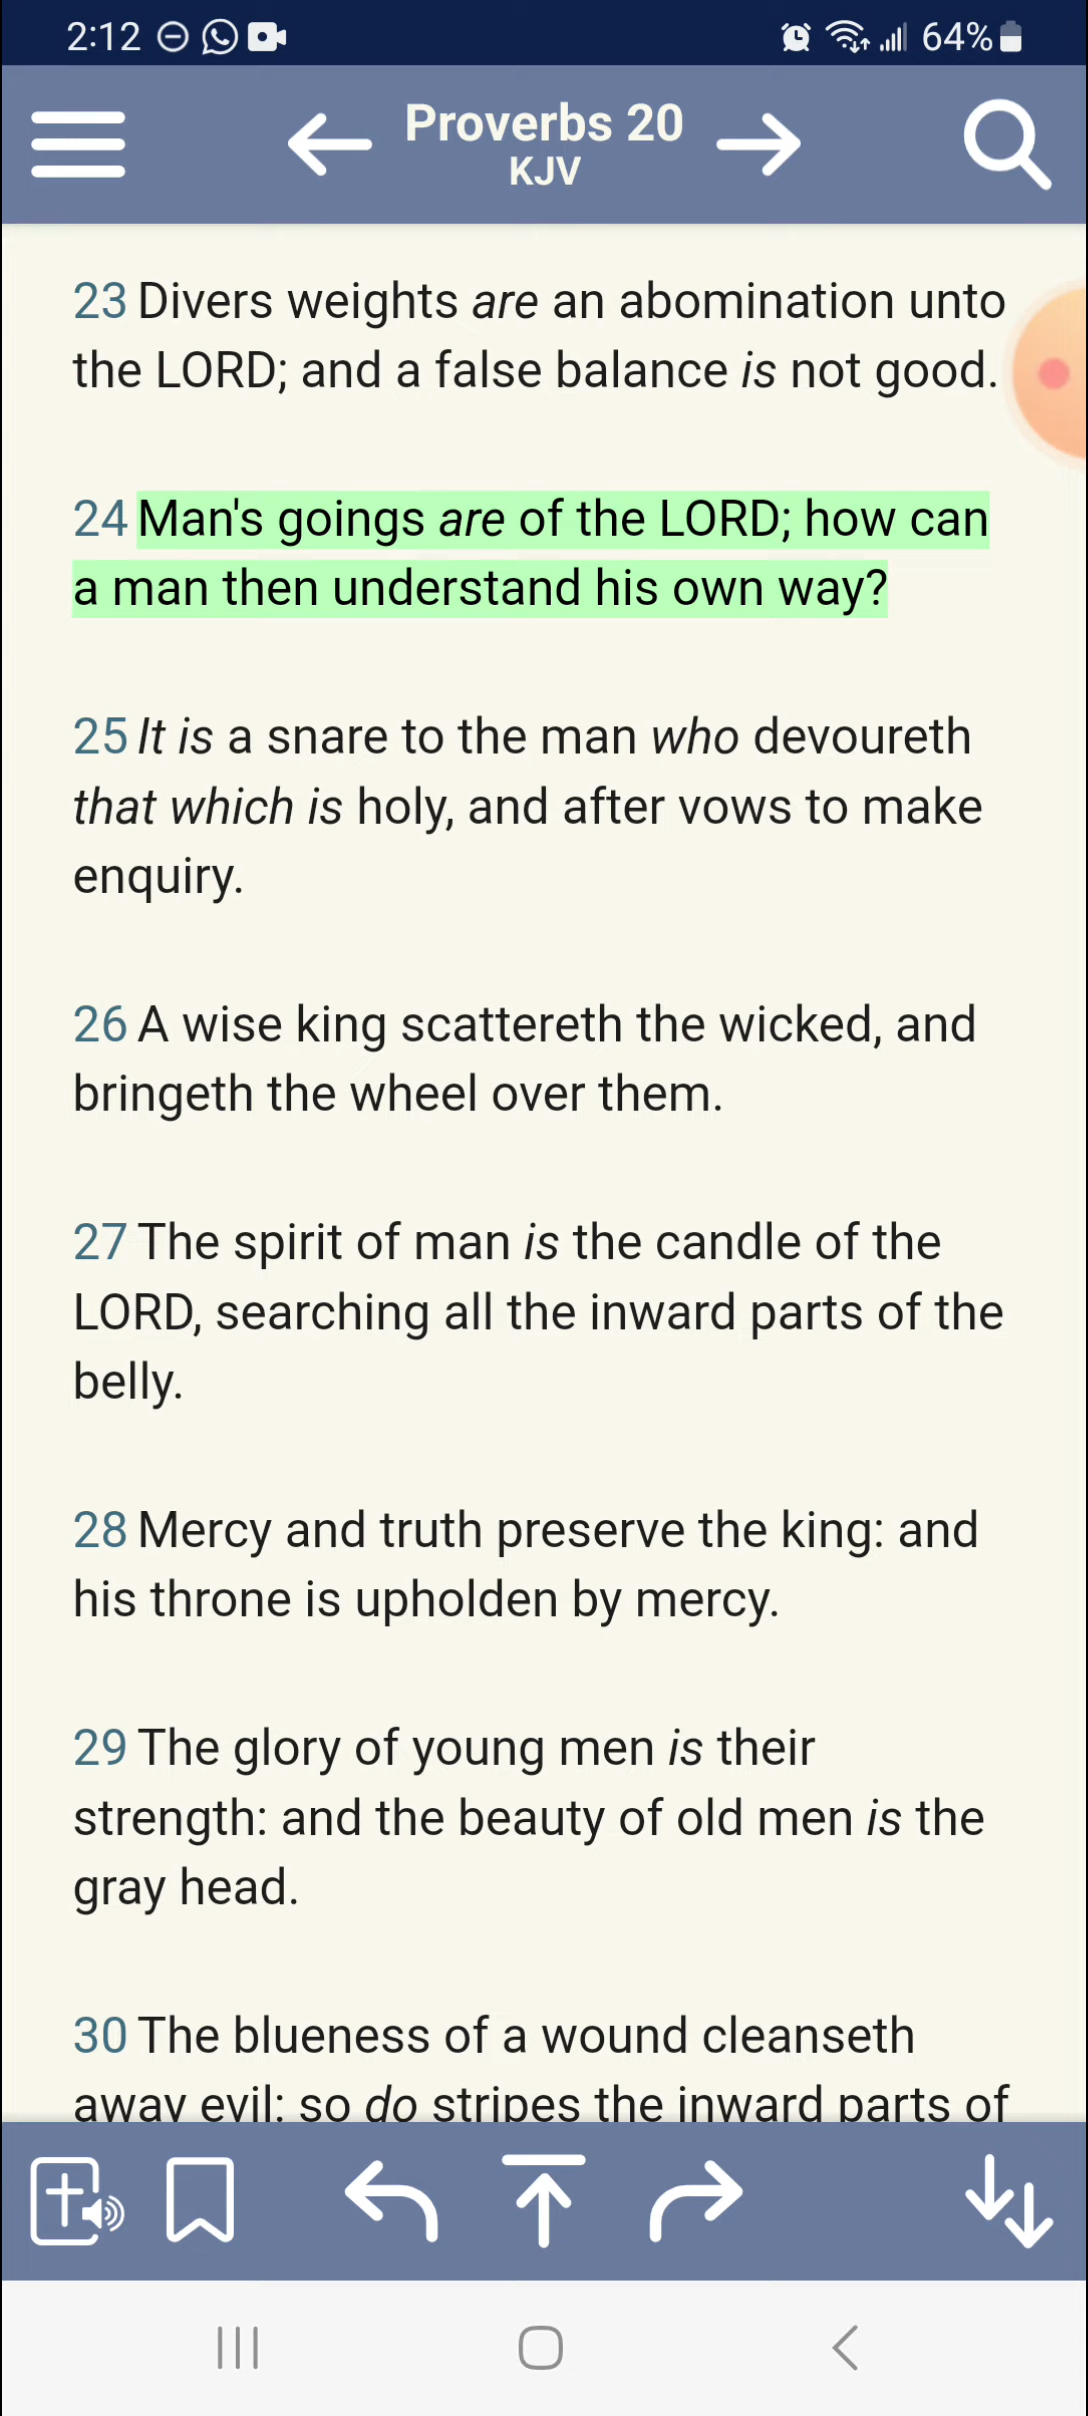 2:12 64%
Proverbs 20
KJV
23 Divers weights are an abomination unto
the LORD; and a false balance is not good.
24 Man's goings are of the LORD; how can
a man then understand his own way?
25 It is a snare to the man who devoureth
that which is holy, and after vows to make
enquiry.
26 A wise king scattereth the wicked, and
bringeth the wheel over them.
27 The spirit of man is the candle of the
LORD, searching all the inward parts of the
belly.
28 Mercy and truth preserve the king: and
his throne is upholden by mercy.
29 The glory of young men is their
strength: and the beauty of old men is the
gray head.
30 The blueness of a wound cleanseth
away evil: so do stripes the inward parts of